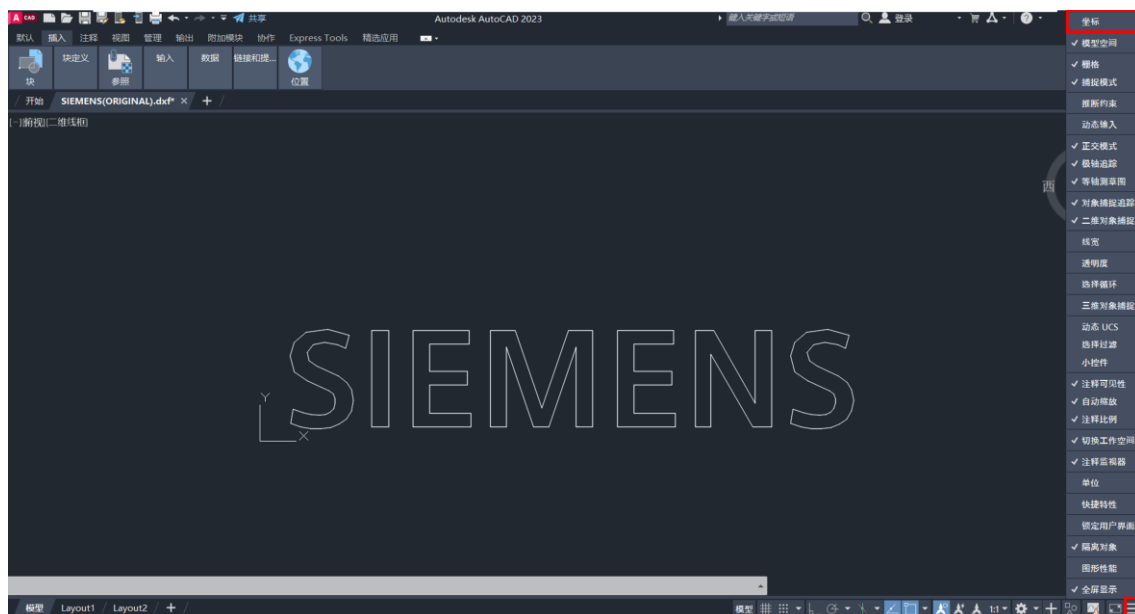 A CAD 共享 Autodesk AutoCAD 2023 键入关键字或短语 登录
默认 插入 注释 视图 管理 输出 附加模块 协作 Express Tools 精选应用
块 块定义 参照 输入 数据 链接和提... 位置
开始 SIEMENS(ORIGINAL).dxf* × +
[-][俯视][二维线框]
西
SIEMENS
Y
X
坐标
✓ 模型空间
✓ 栅格
✓ 捕捉模式
推断约束
动态输入
✓ 正交模式
✓ 极轴追踪
✓ 等轴测草图
✓ 对象捕捉追踪
✓ 二维对象捕捉
线宽
透明度
选择循环
三维对象捕捉
动态 UCS
选择过滤
小控件
✓ 注释可见性
✓ 自动缩放
✓ 注释比例
✓ 切换工作空间
✓ 注释监视器
单位
快捷特性
锁定用户界面
✓ 隔离对象
图形性能
✓ 全屏显示
模型 Layout1 Layout2 + 模型 1:1